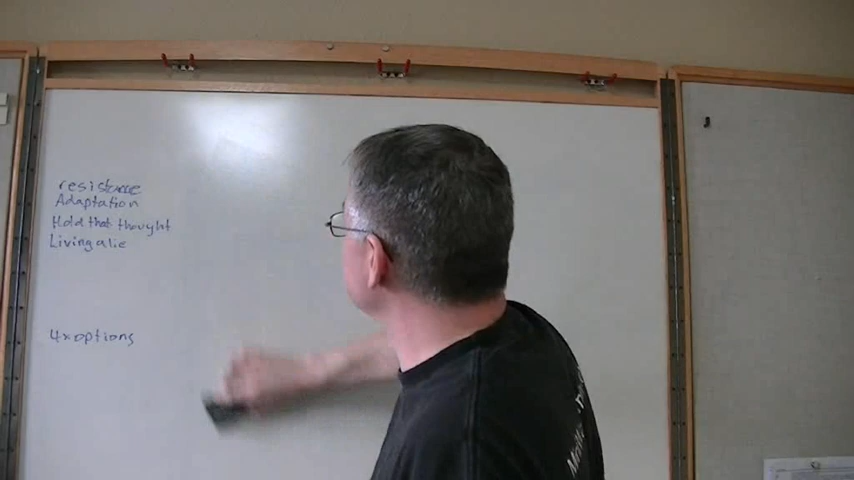 resistance
Adaptation
Hold that thought
Living a lie
4x options